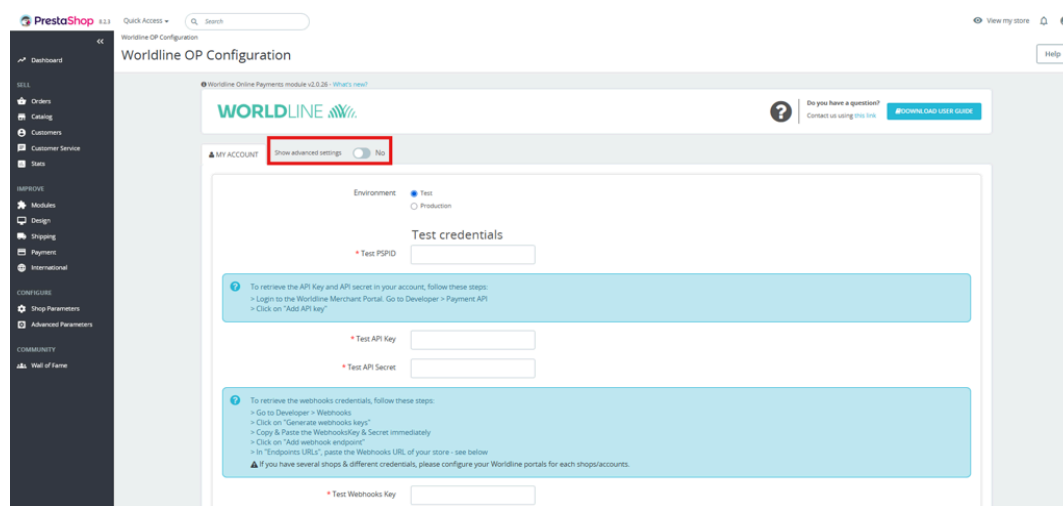 PrestaShop 8.2.3
Quick Access
Search
View my store
Worldline OP Configuration
Worldline OP Configuration
Help
Dashboard
SELL
Orders
Catalog
Customers
Customer Service
Stats
IMPROVE
Modules
Design
Shipping
Payment
International
CONFIGURE
Shop Parameters
Advanced Parameters
COMMUNITY
Wall of Fame
Worldline Online Payments module v2.0.26 - What's new?
WORLDLINE
Do you have a question?
Contact us using this link
DOWNLOAD USER GUIDE
MY ACCOUNT
Show advanced settings No
Environment Test
Production
Test credentials
* Test PSPID
To retrieve the API Key and API secret in your account, follow these steps:
> Login to the Worldline Merchant Portal. Go to Developer > Payment API
> Click on "Add API key"
* Test API Key
* Test API Secret
To retrieve the webhooks credentials, follow these steps:
> Go to Developer > Webhooks
> Click on "Generate webhooks keys"
> Copy & Paste the WebhooksKey & Secret immediately
> Click on "Add webhook endpoint"
> In "Endpoints URLs", paste the Webhooks URL of your store - see below
If you have several shops & different credentials, please configure your Worldline portals for each shops/accounts.
* Test Webhooks Key